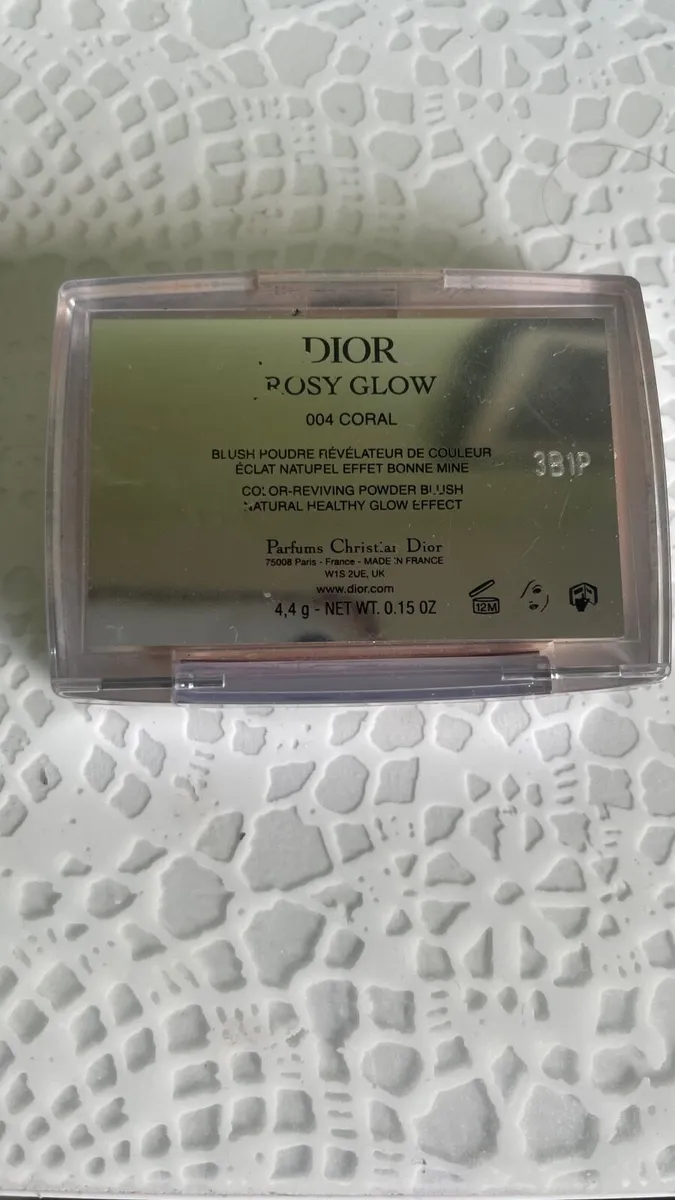 DIOR
ROSY GLOW
004 CORAL
BLUSH POUDRE RÉVÉLATEUR DE COULEUR
ÉCLAT NATUREL EFFET BONNE MINE
3B1P
COLOR-REVIVING POWDER BLUSH
NATURAL HEALTHY GLOW EFFECT
Parfums Christian Dior
75008 Paris - France - MADE IN FRANCE
W1S 2UE, UK
www.dior.com
4,4 g - NET WT. 0.15 OZ
12M